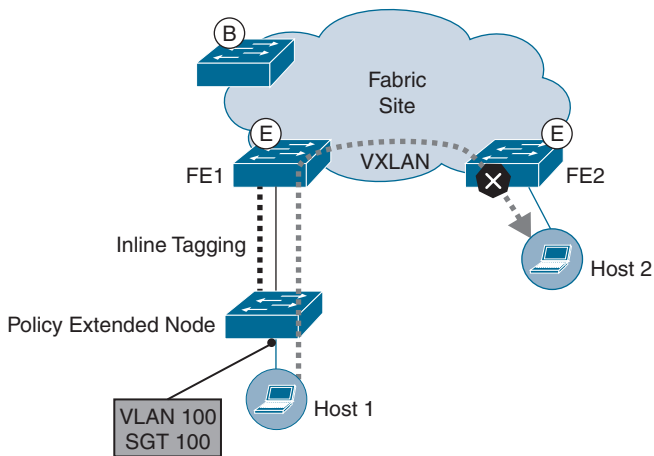 B
Fabric
Site
E
E
VXLAN
FE1
FE2
Inline Tagging
Host 2
Policy Extended Node
Host 1
VLAN 100
SGT 100